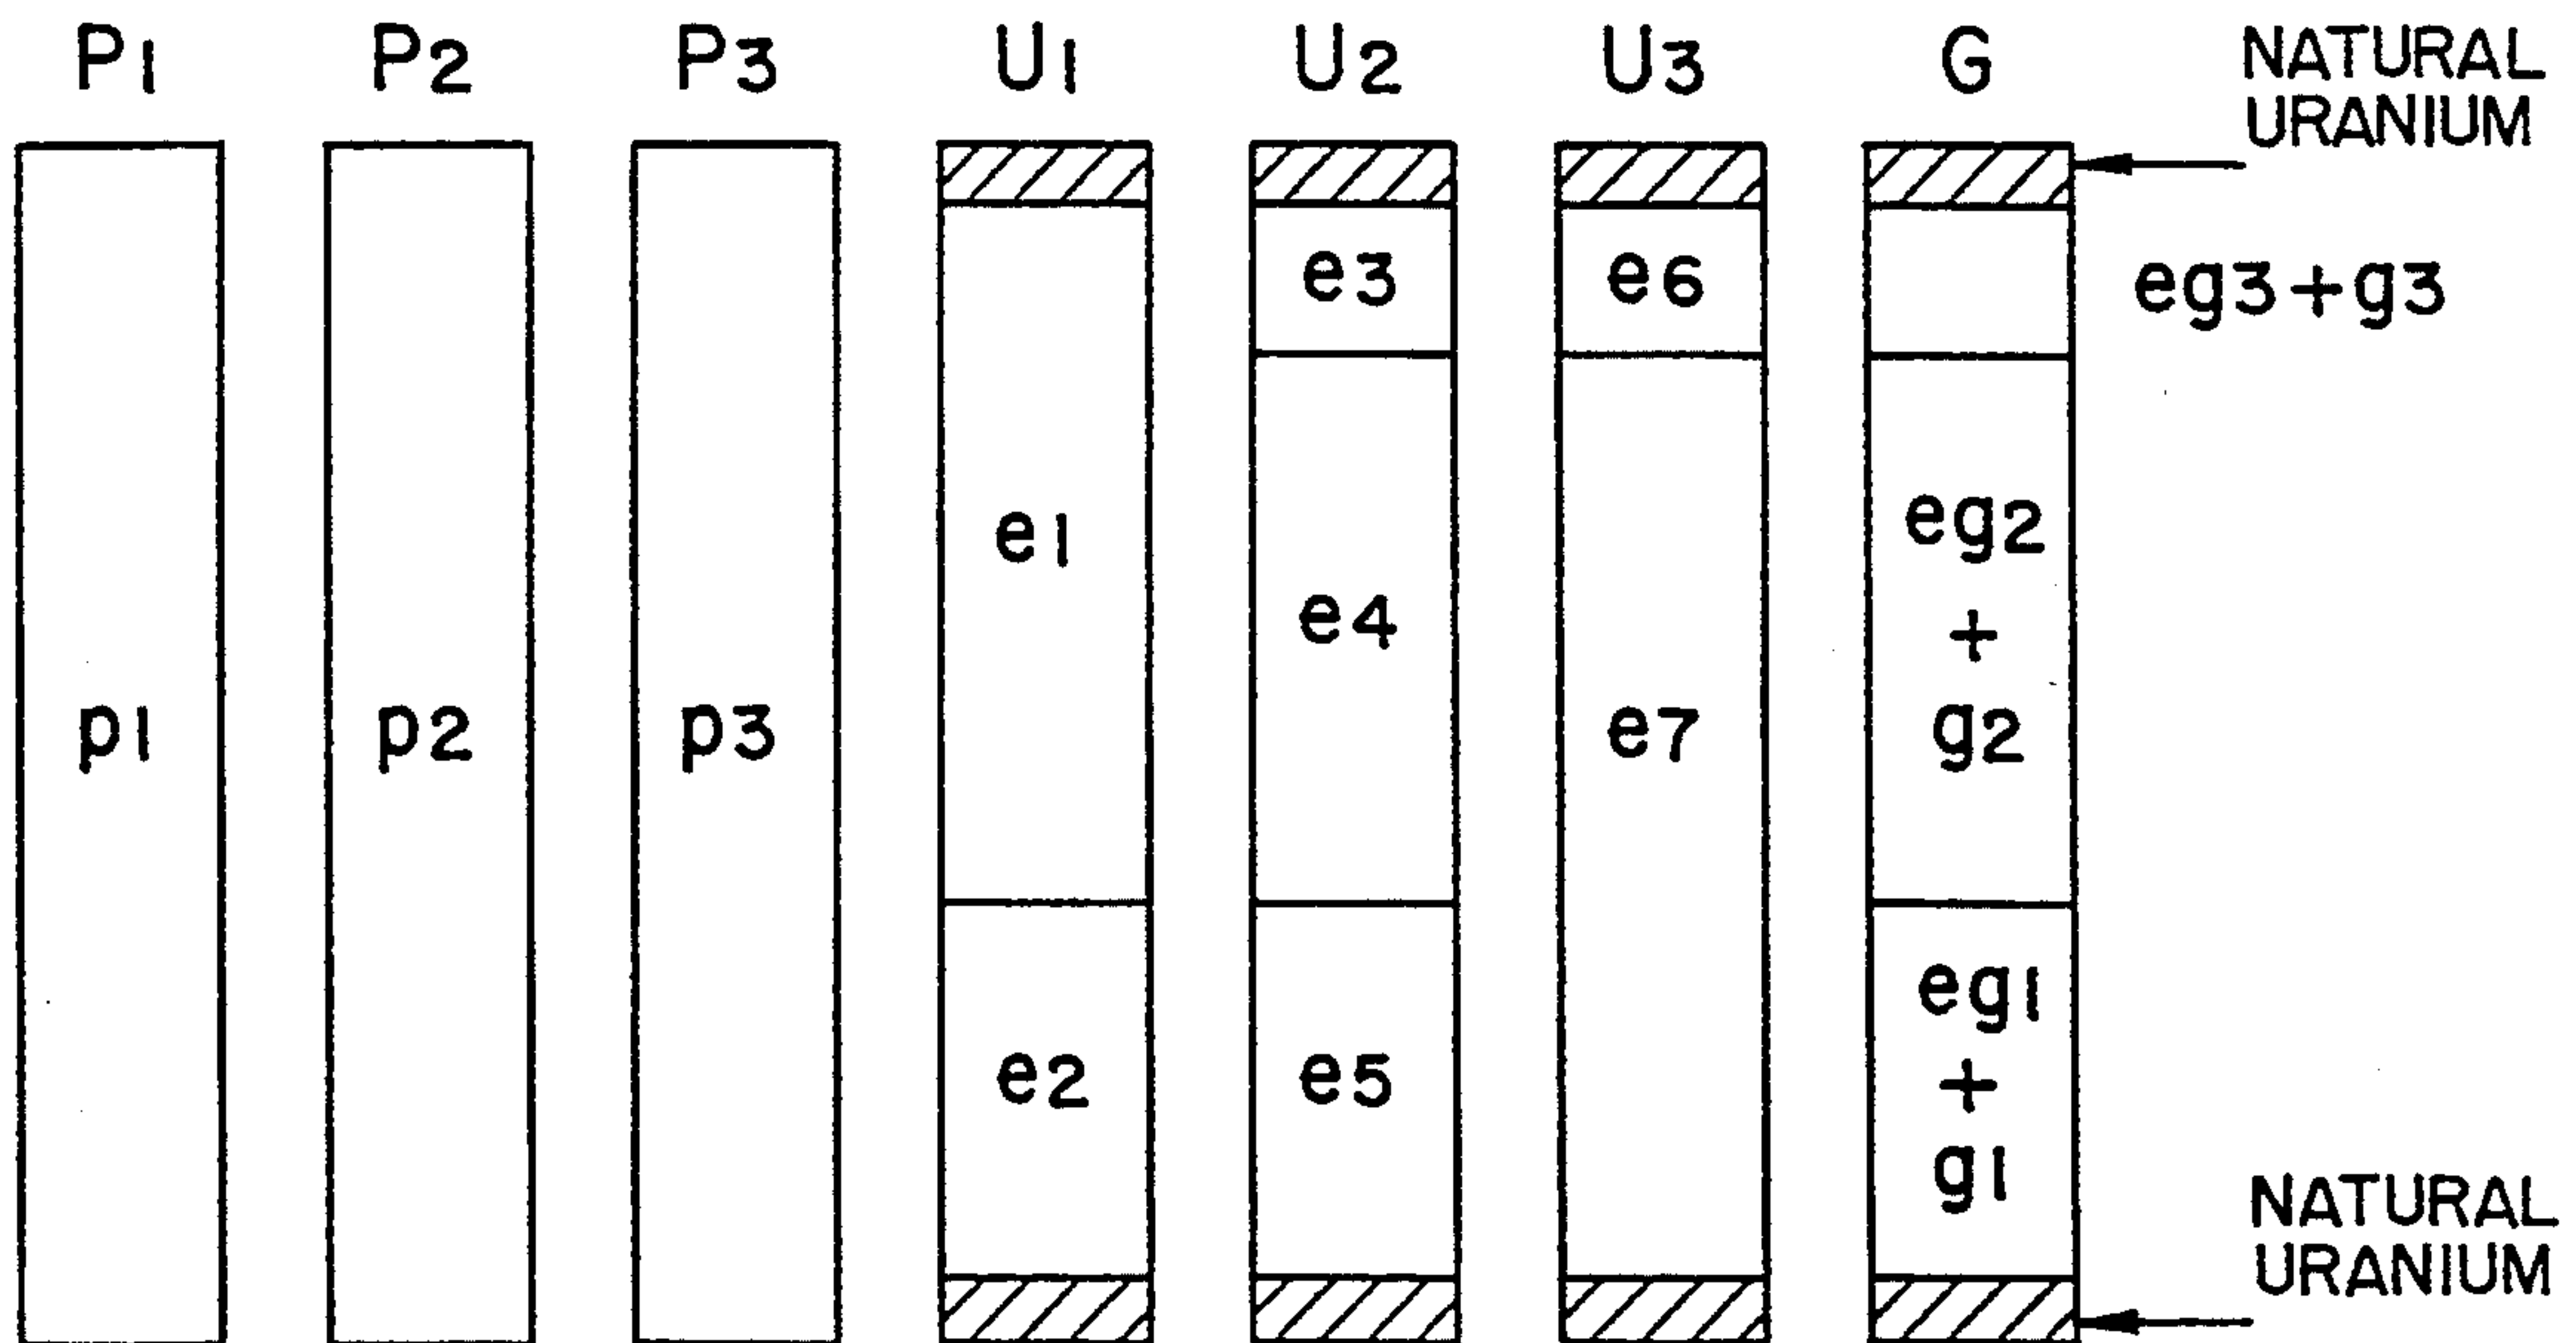 P1 P2 P3 U1 U2 U3 G
NATURAL
URANIUM
e3 e6 eg3+g3
e1 eg2
e4 +
p1 p2 p3 e7 g2
eg1
e2 e5 +
g1
NATURAL
URANIUM